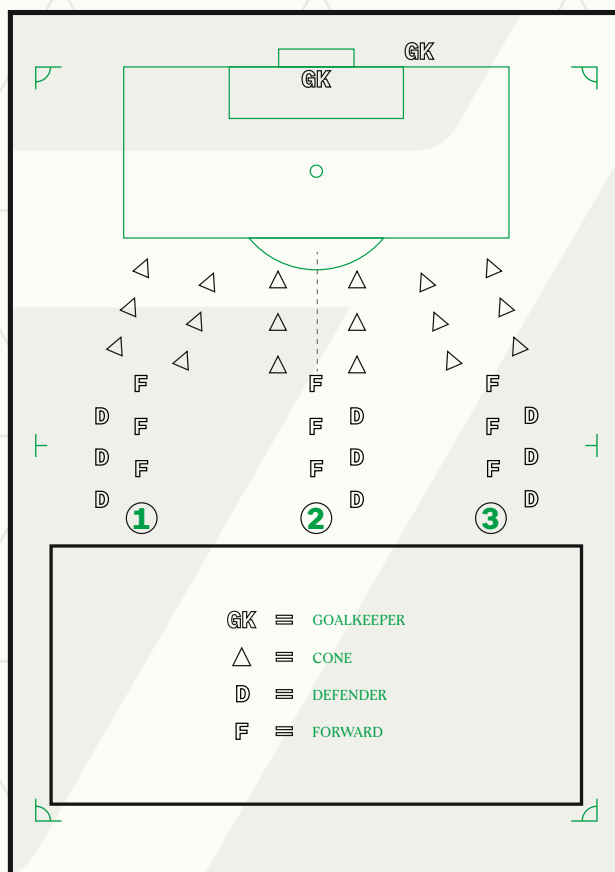 GK
GK
F F F
D D D
F F F
D D D
F F F
D D D
1 2 3
GK = GOALKEEPER
△ = CONE
D = DEFENDER
F = FORWARD